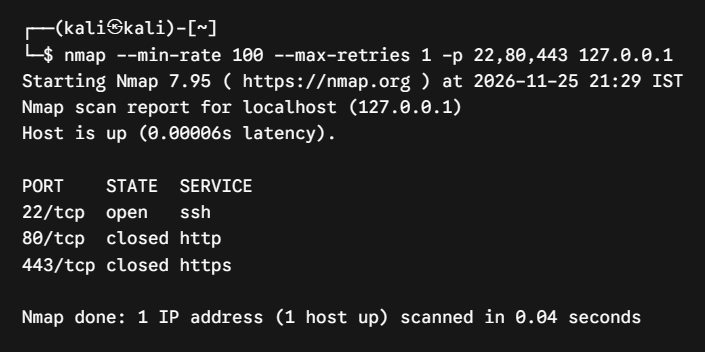 ┌──(kali㉿kali)-[~]
└─$ nmap --min-rate 100 --max-retries 1 -p 22,80,443 127.0.0.1
Starting Nmap 7.95 ( https://nmap.org ) at 2026-11-25 21:29 IST
Nmap scan report for localhost (127.0.0.1)
Host is up (0.00006s latency).

PORT    STATE  SERVICE
22/tcp  open   ssh
80/tcp  closed http
443/tcp closed https

Nmap done: 1 IP address (1 host up) scanned in 0.04 seconds